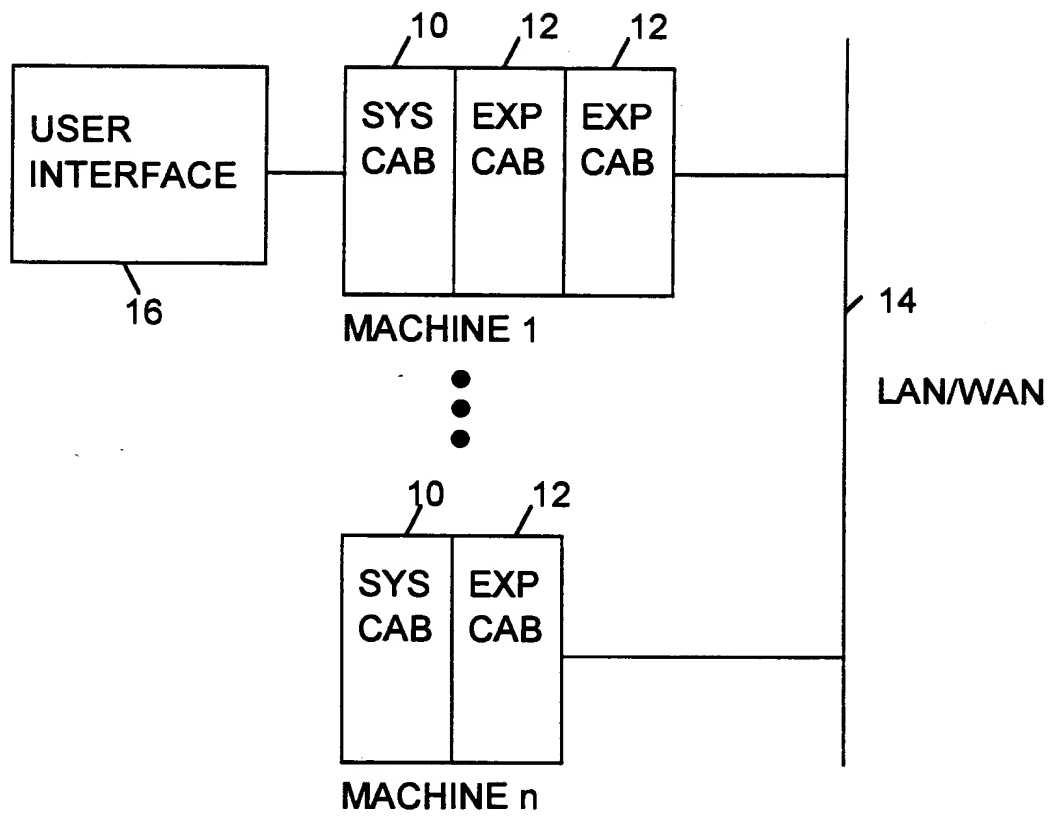 10 12 12
USER
INTERFACE
SYS
CAB
EXP
CAB
EXP
CAB
16
MACHINE 1
14
LAN/WAN
10 12
SYS
CAB
EXP
CAB
MACHINE n